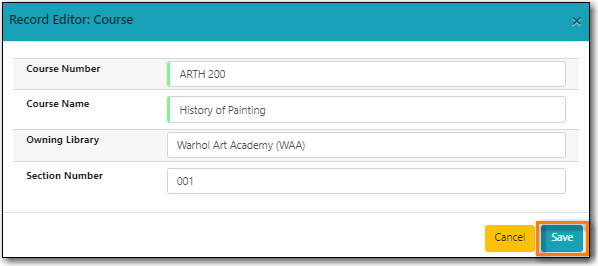 Record Editor: Course ×
Course Number ARTH 200
Course Name History of Painting
Owning Library Warhol Art Academy (WAA)
Section Number 001
Cancel Save